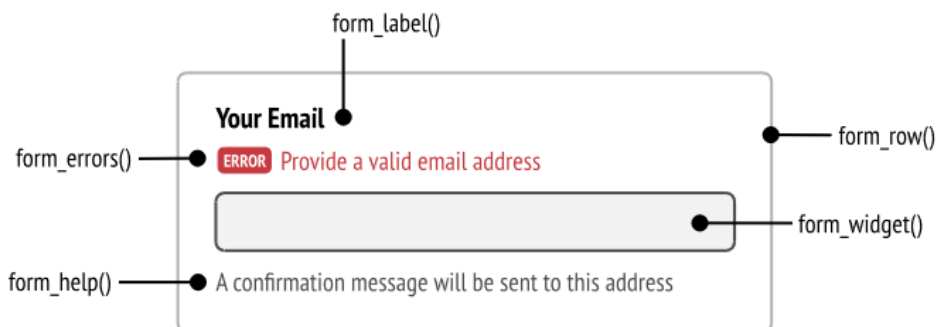 form_label()
Your Email
form_row()
form_errors()
ERROR Provide a valid email address
form_widget()
form_help()
A confirmation message will be sent to this address